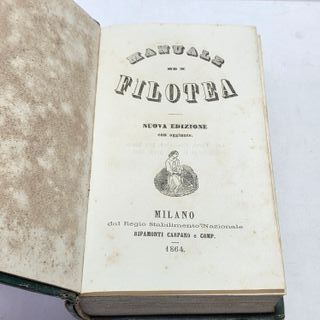 MANUALE
DI
FILOTEA
NUOVA EDIZIONE
con aggiunte.
MILANO
dal Regio Stabilimento Nazionale
RIPAMONTI CARPANO e COMP.
1864.